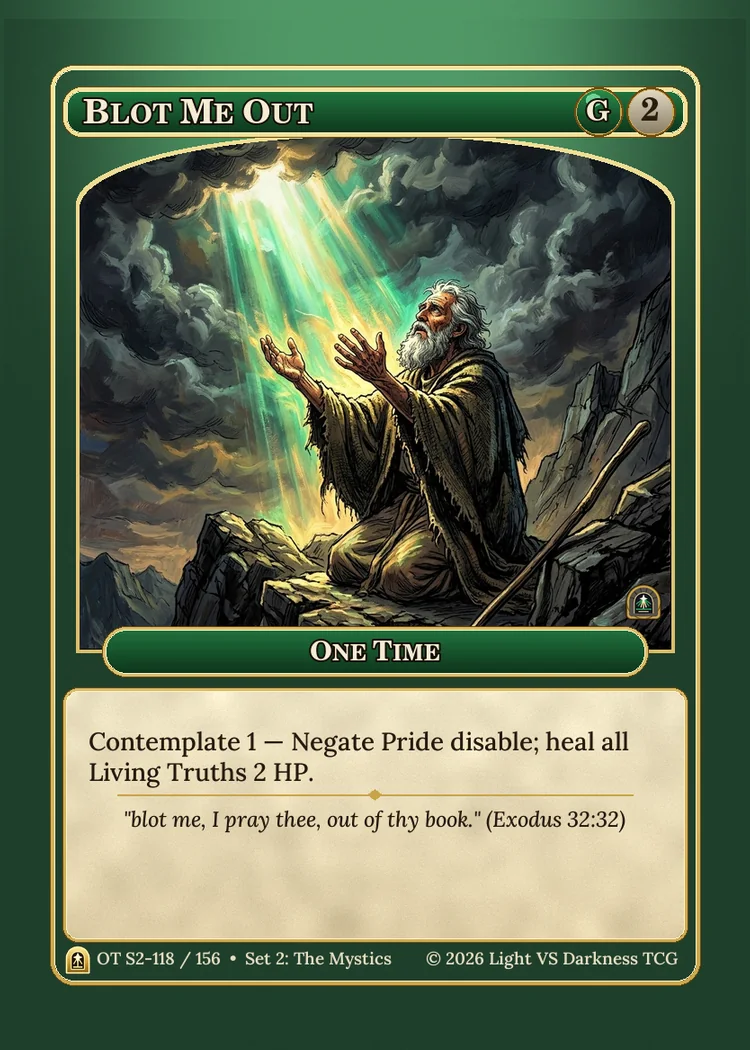 Blot Me Out G 2
One Time
Contemplate 1 — Negate Pride disable; heal all
Living Truths 2 HP.
"blot me, I pray thee, out of thy book." (Exodus 32:32)
OT S2-118 / 156 • Set 2: The Mystics © 2026 Light VS Darkness TCG